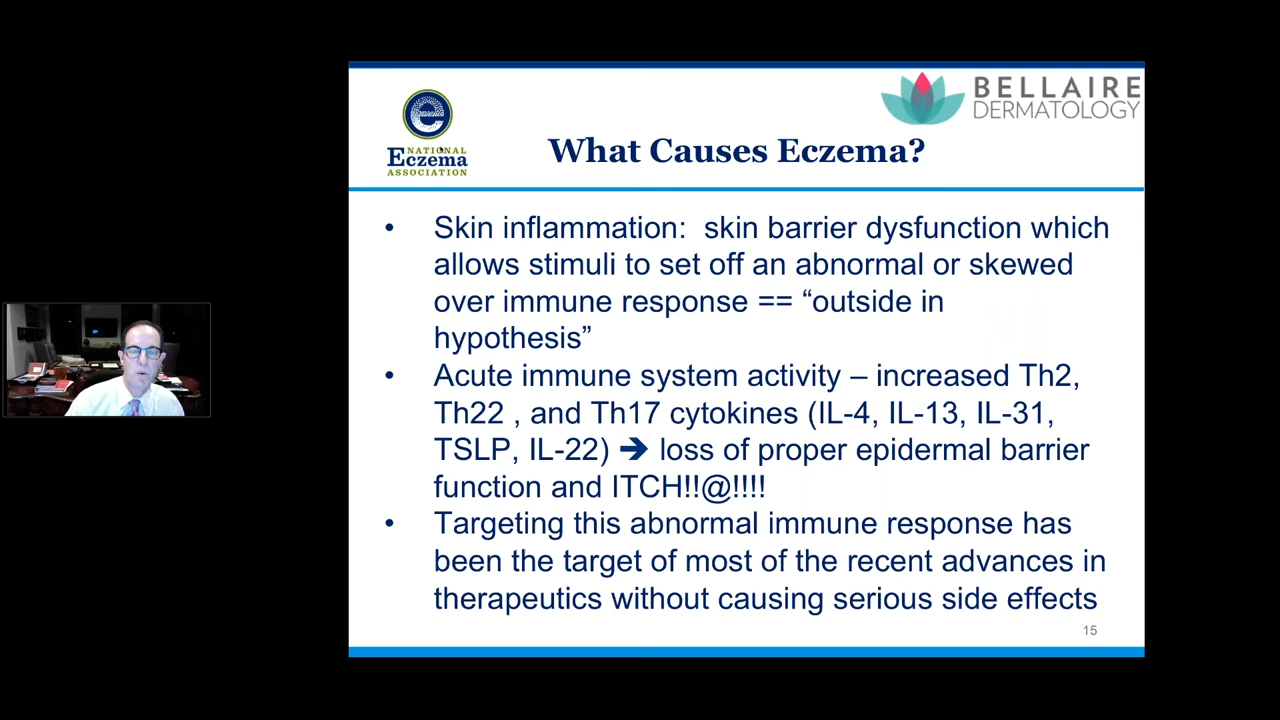 BELLAIRE
DERMATOLOGY
e
NATIONAL
Eczema
ASSOCIATION
What Causes Eczema?
• Skin inflammation:  skin barrier dysfunction which
allows stimuli to set off an abnormal or skewed
over immune response == “outside in
hypothesis”
• Acute immune system activity – increased Th2,
Th22 , and Th17 cytokines (IL-4, IL-13, IL-31,
TSLP, IL-22) ➔ loss of proper epidermal barrier
function and ITCH!!@!!!!
• Targeting this abnormal immune response has
been the target of most of the recent advances in
therapeutics without causing serious side effects
15